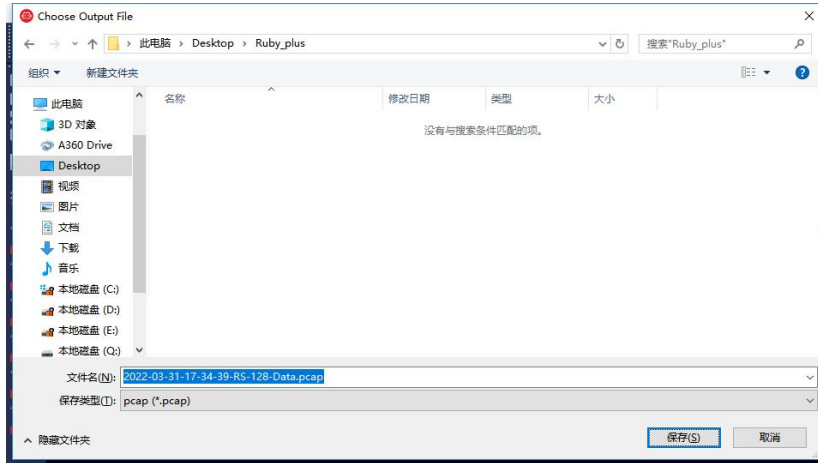 Choose Output File
此电脑 › Desktop › Ruby_plus
搜索"Ruby_plus"
组织 新建文件夹
名称 修改日期 类型 大小
没有与搜索条件匹配的项。
此电脑
3D 对象
A360 Drive
Desktop
视频
图片
文档
下载
音乐
本地磁盘 (C:)
本地磁盘 (D:)
本地磁盘 (E:)
本地磁盘 (Q:)
文件名(N): 2022-03-31-17-34-39-RS-128-Data.pcap
保存类型(T): pcap (*.pcap)
隐藏文件夹 保存(S) 取消